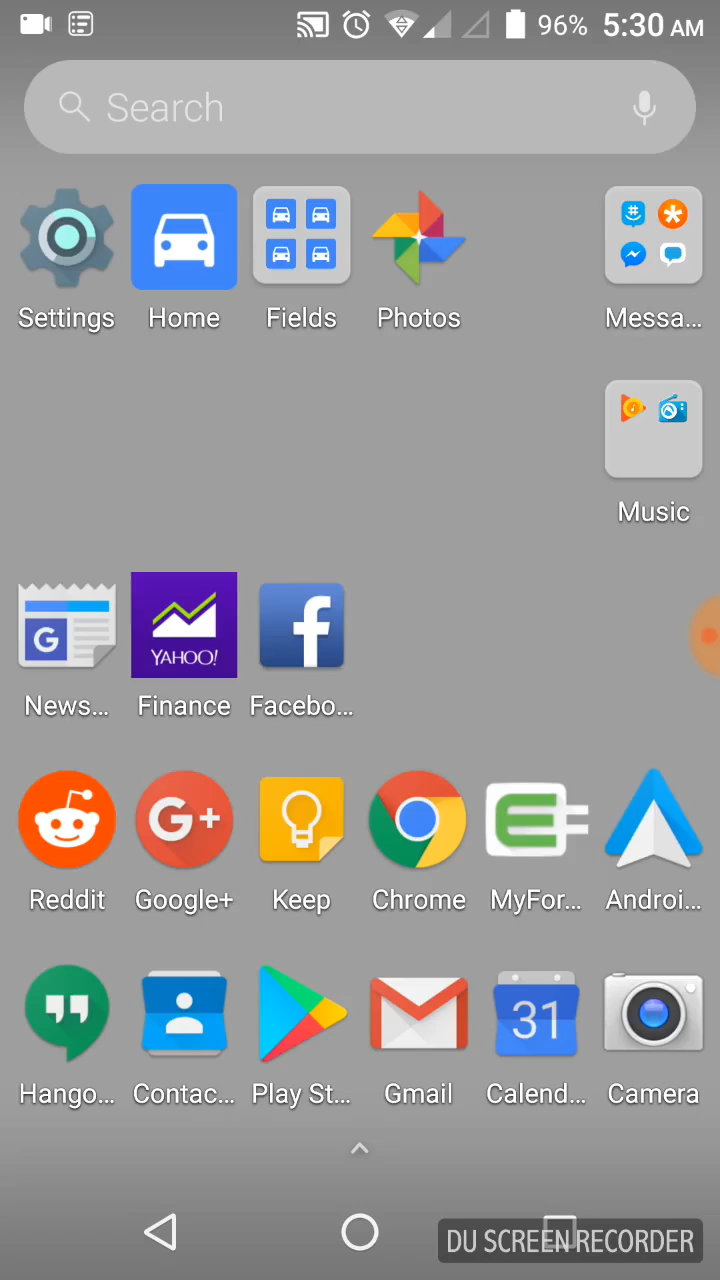 96% 5:30 AM
Search
Settings Home Fields Photos Messa...
Music
G YAHOO! f
News... Finance Facebo...
G+
Reddit Google+ Keep Chrome MyFor... Androi...
31
Hango... Contac... Play St... Gmail Calend... Camera
DU SCREEN RECORDER